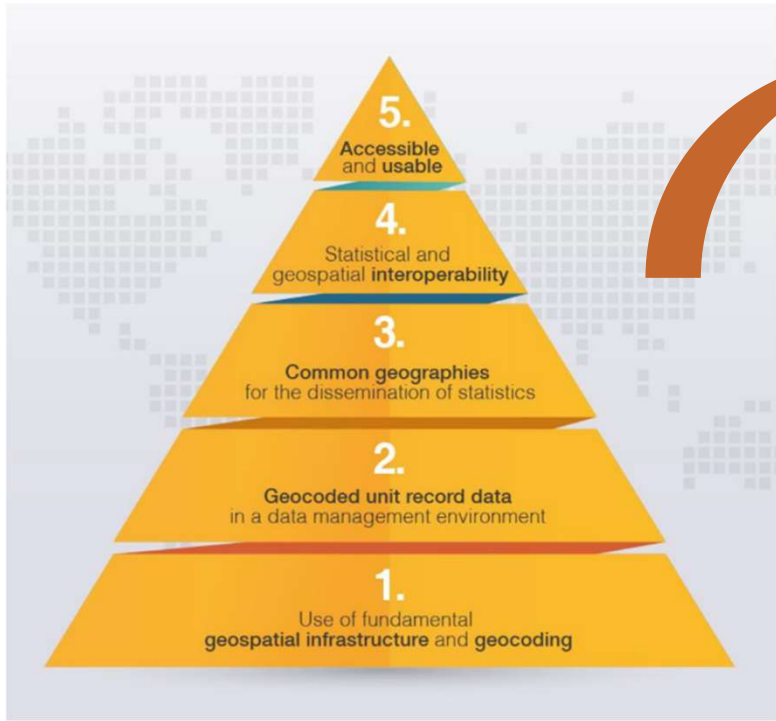 5.
Accessible
and usable
4.
Statistical and
geospatial interoperability
3.
Common geographies
for the dissemination of statistics
2.
Geocoded unit record data
in a data management environment
1.
Use of fundamental
geospatial infrastructure and geocoding